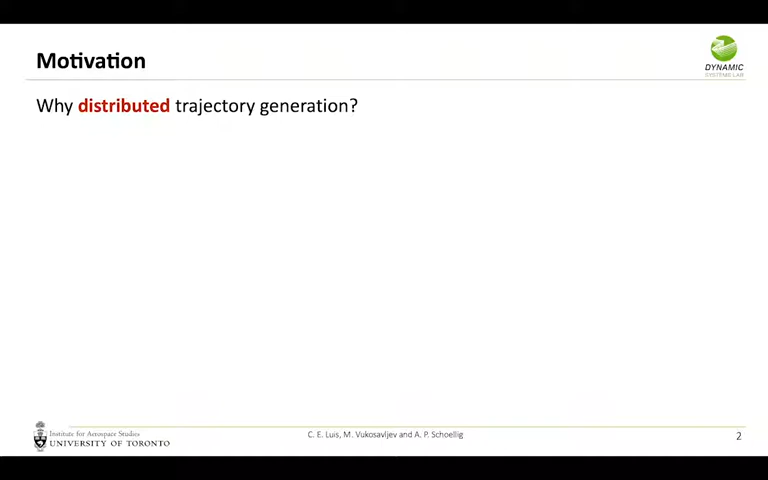 Motivation
DYNAMIC
SYSTEMS LAB
Why distributed trajectory generation?
Institute for Aerospace Studies
UNIVERSITY OF TORONTO
C. E. Luis, M. Vukosavljev and A. P. Schoellig
2